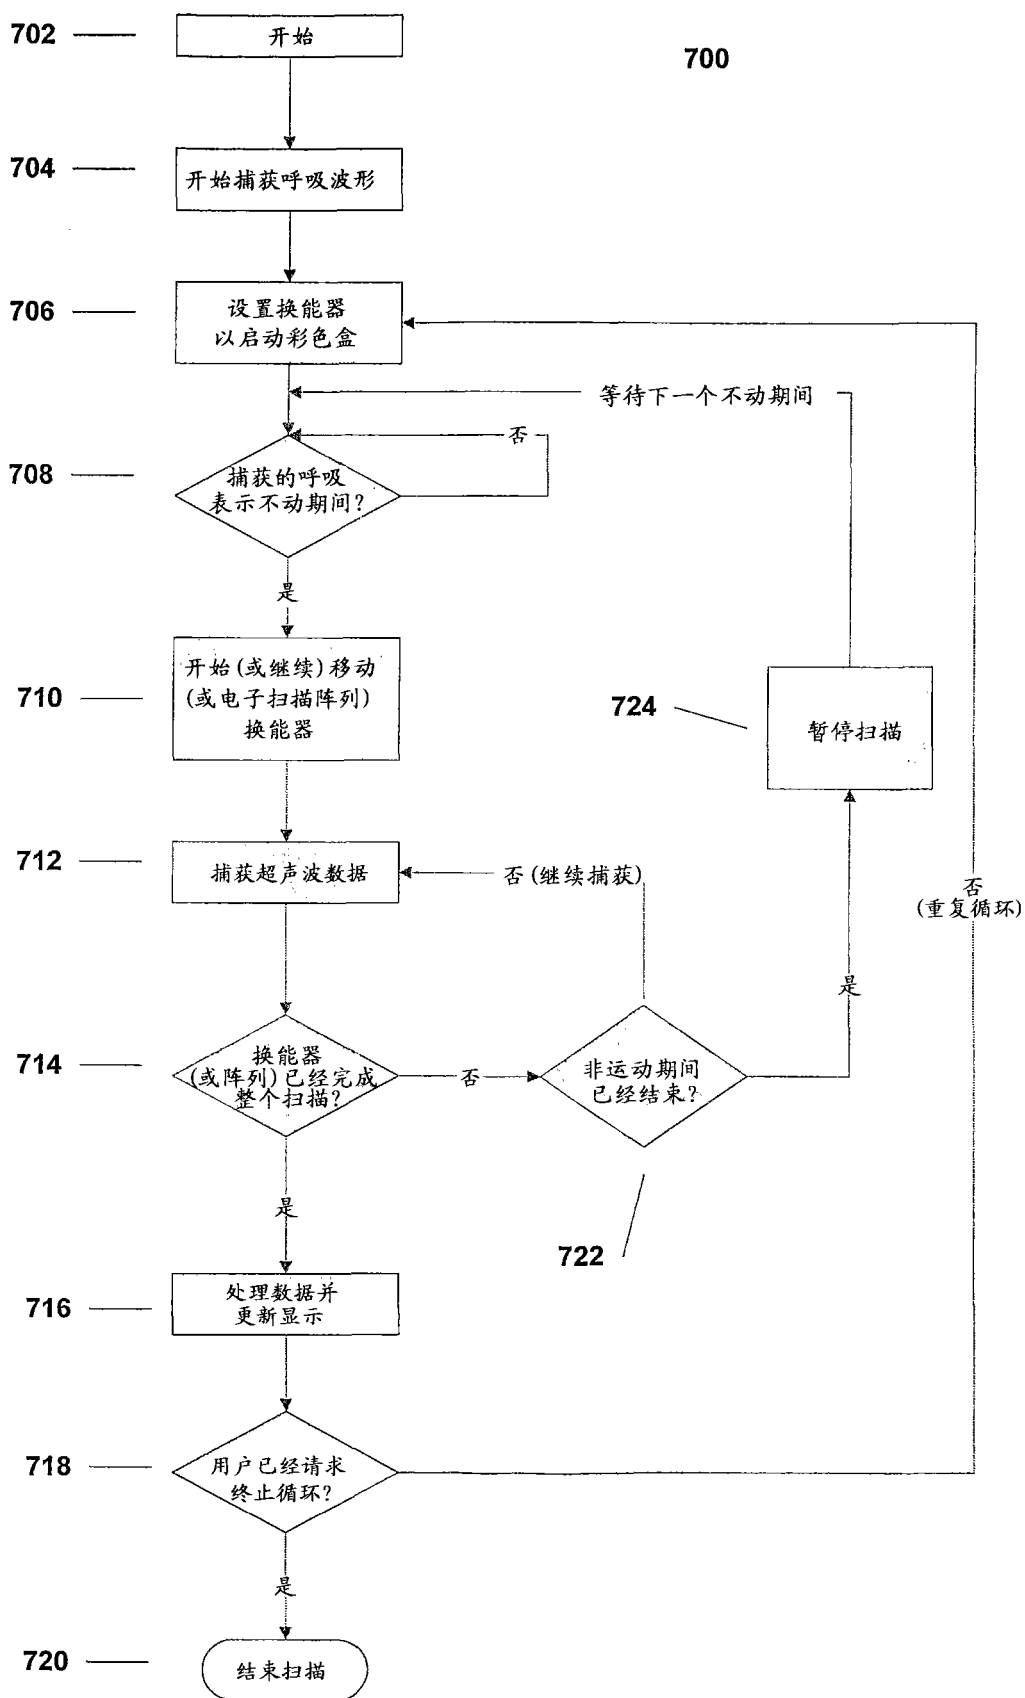 702
开始
700
704
开始捕获呼吸波形
706
设置换能器
以启动彩色盒
等待下一个不动期间
否
708
捕获的呼吸
表示不动期间?
是
710
开始(或继续)移动
(或电子扫描阵列)
换能器
724
暂停扫描
712
捕获超声波数据
否(继续捕获)
否
(重复循环)
是
714
换能器
(或阵列)已经完成
整个扫描?
否
非运动期间
已经结束?
是
722
716
处理数据并
更新显示
718
用户已经请求
终止循环?
是
720
结束扫描